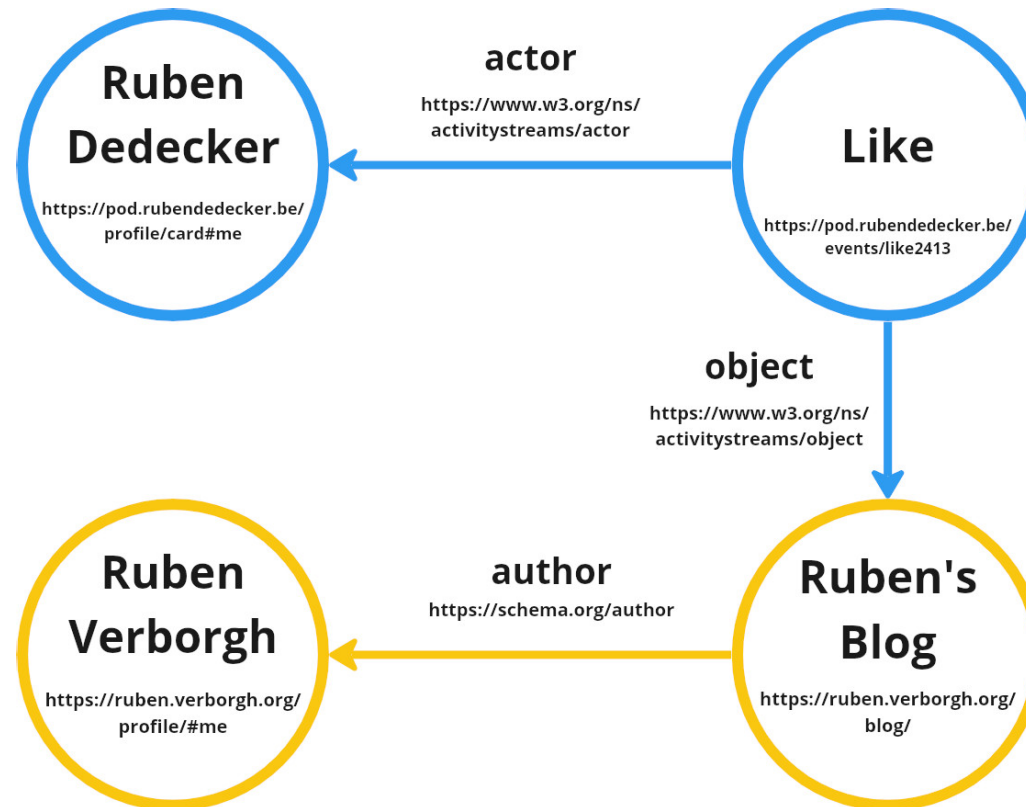 Ruben
Dedecker
https://pod.rubendedecker.be/
profile/card#me
actor
https://www.w3.org/ns/
activitystreams/actor
Like
https://pod.rubendedecker.be/
events/like2413
object
https://www.w3.org/ns/
activitystreams/object
Ruben
Verborgh
https://ruben.verborgh.org/
profile/#me
author
https://schema.org/author
Ruben's
Blog
https://ruben.verborgh.org/
blog/